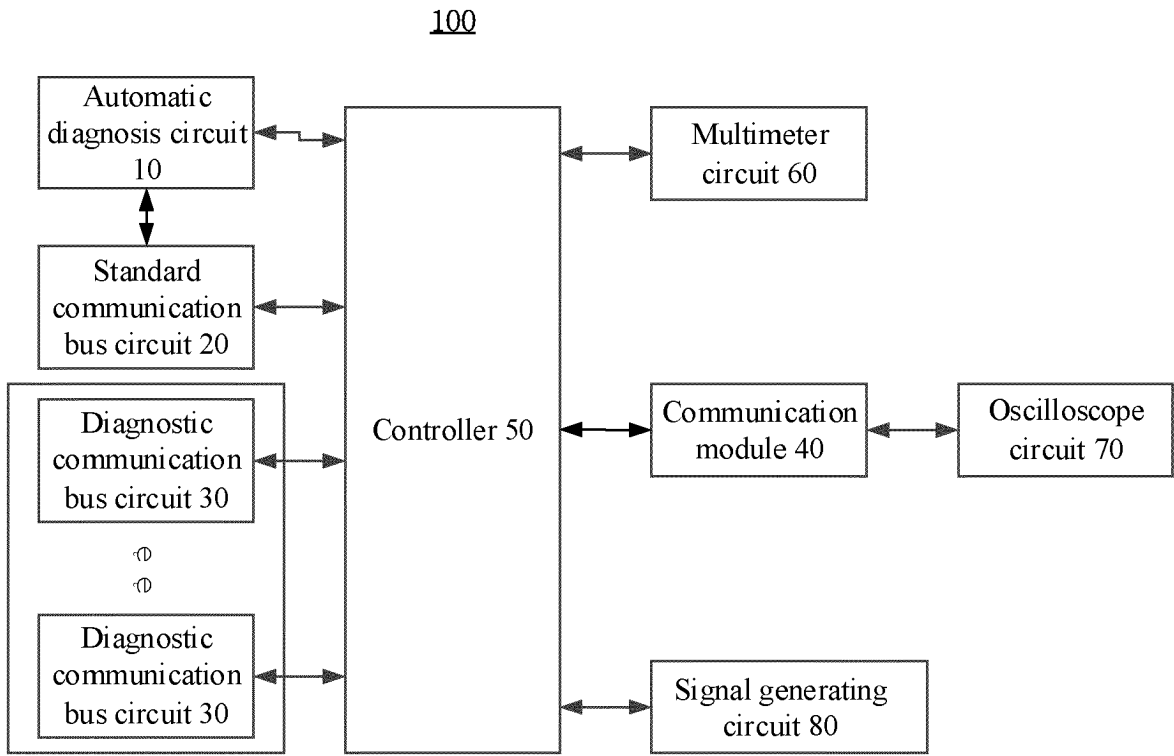 100
Automatic
diagnosis circuit
10
Standard
communication
bus circuit 20
Diagnostic
communication
bus circuit 30
Diagnostic
communication
bus circuit 30
Controller 50
Multimeter
circuit 60
Communication
module 40
Oscilloscope
circuit 70
Signal generating
circuit 80